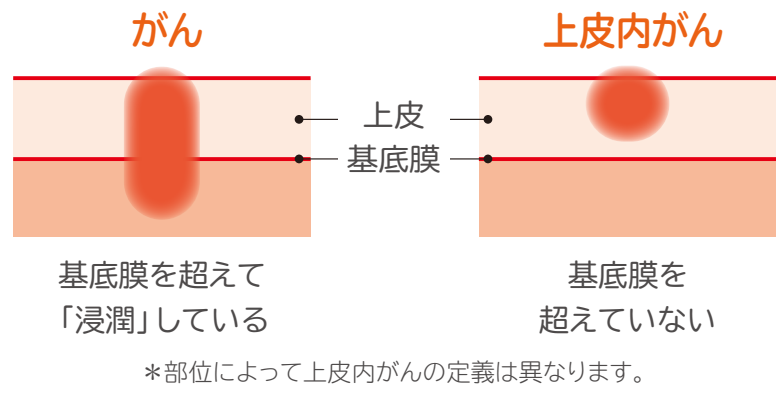 がん
上皮内がん
上皮
基底膜
基底膜を超えて
「浸潤」している
基底膜を
超えていない
＊部位によって上皮内がんの定義は異なります。